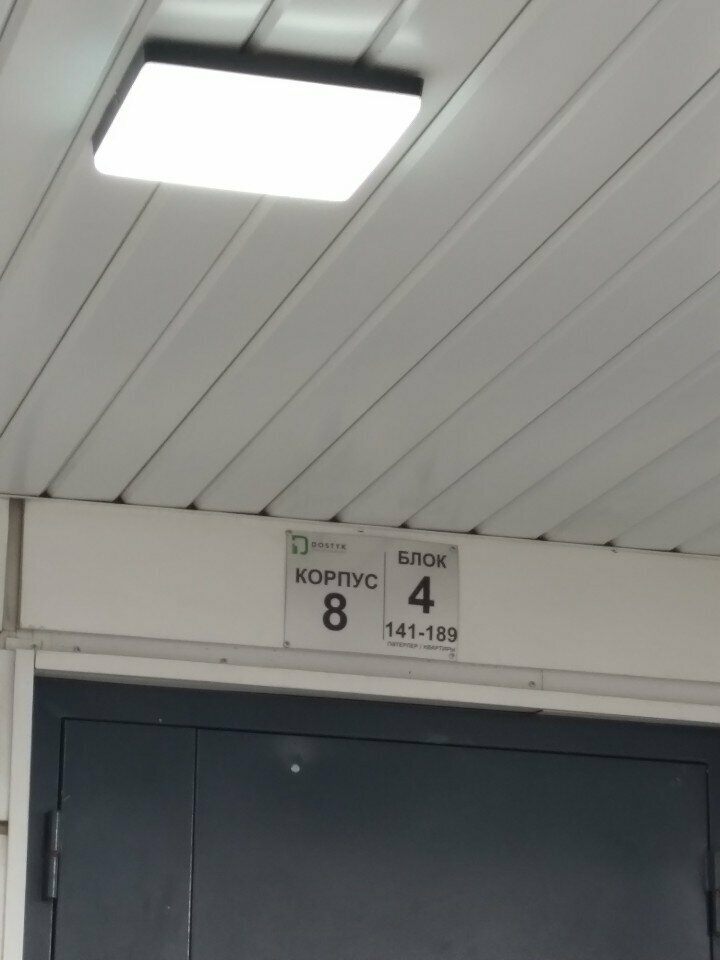 DOSTYK
КОРПУС
8
БЛОК
4
141-189
ПӘТЕРЛЕР / КВАРТИРЫ